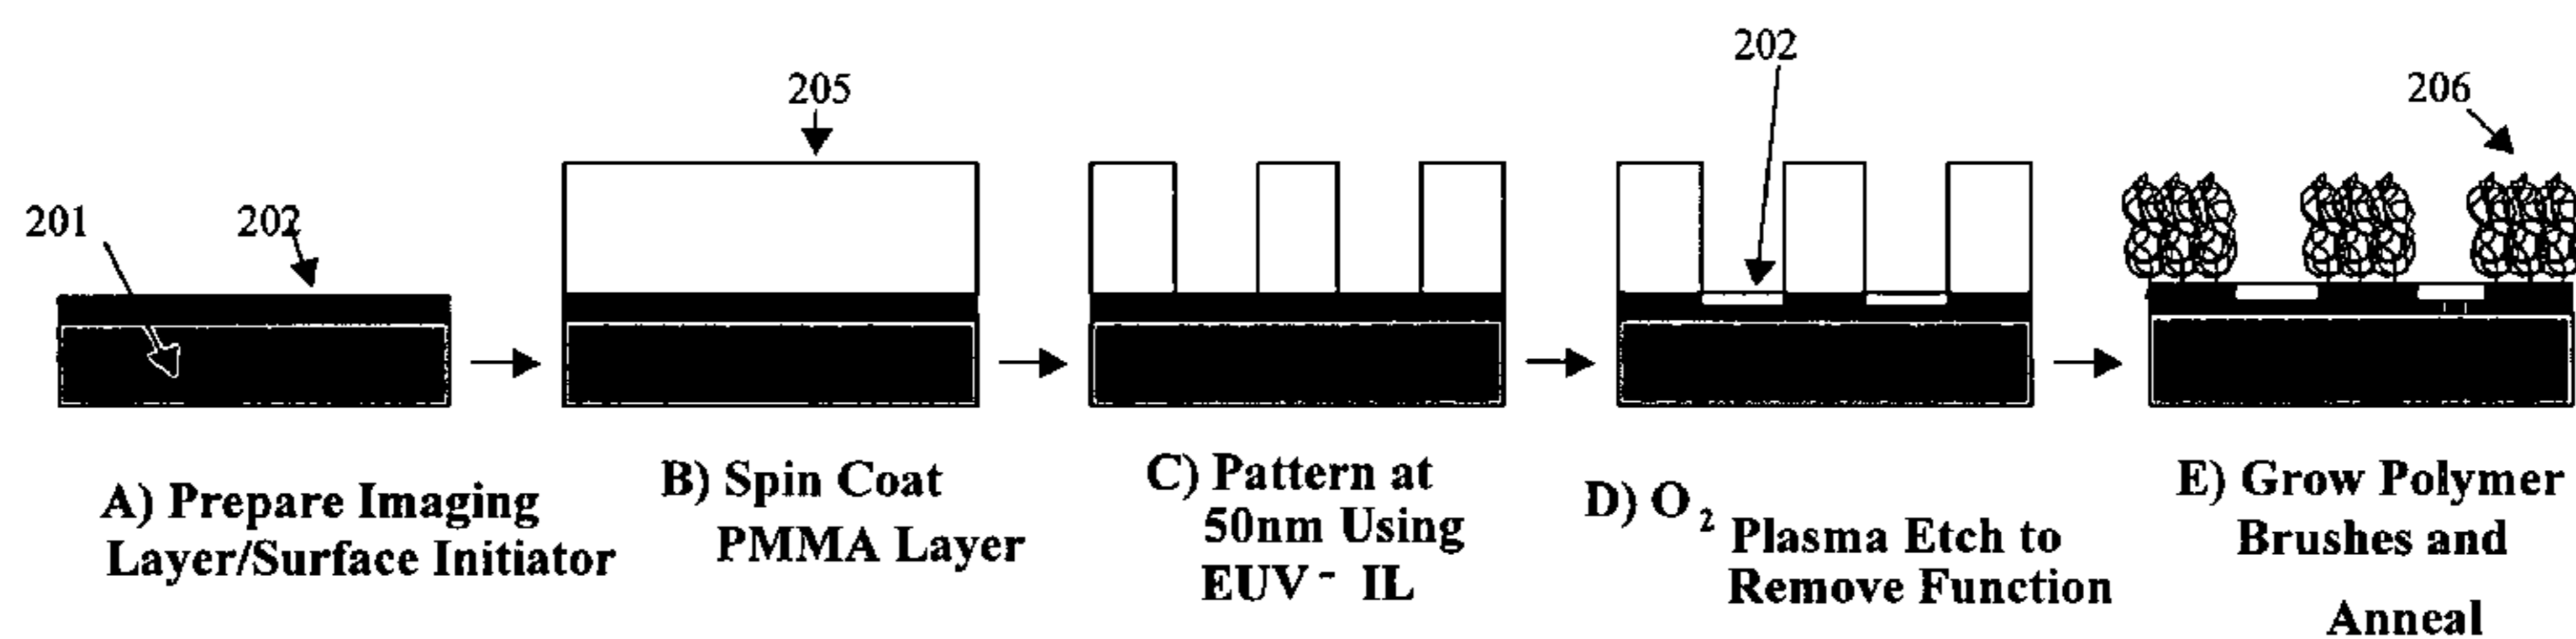 202
205
206
201
202
A) Prepare Imaging
Layer/Surface Initiator
B) Spin Coat
PMMA Layer
C) Pattern at
50nm Using
EUV - IL
D) O2
Plasma Etch to
Remove Function
E) Grow Polymer
Brushes and
Anneal